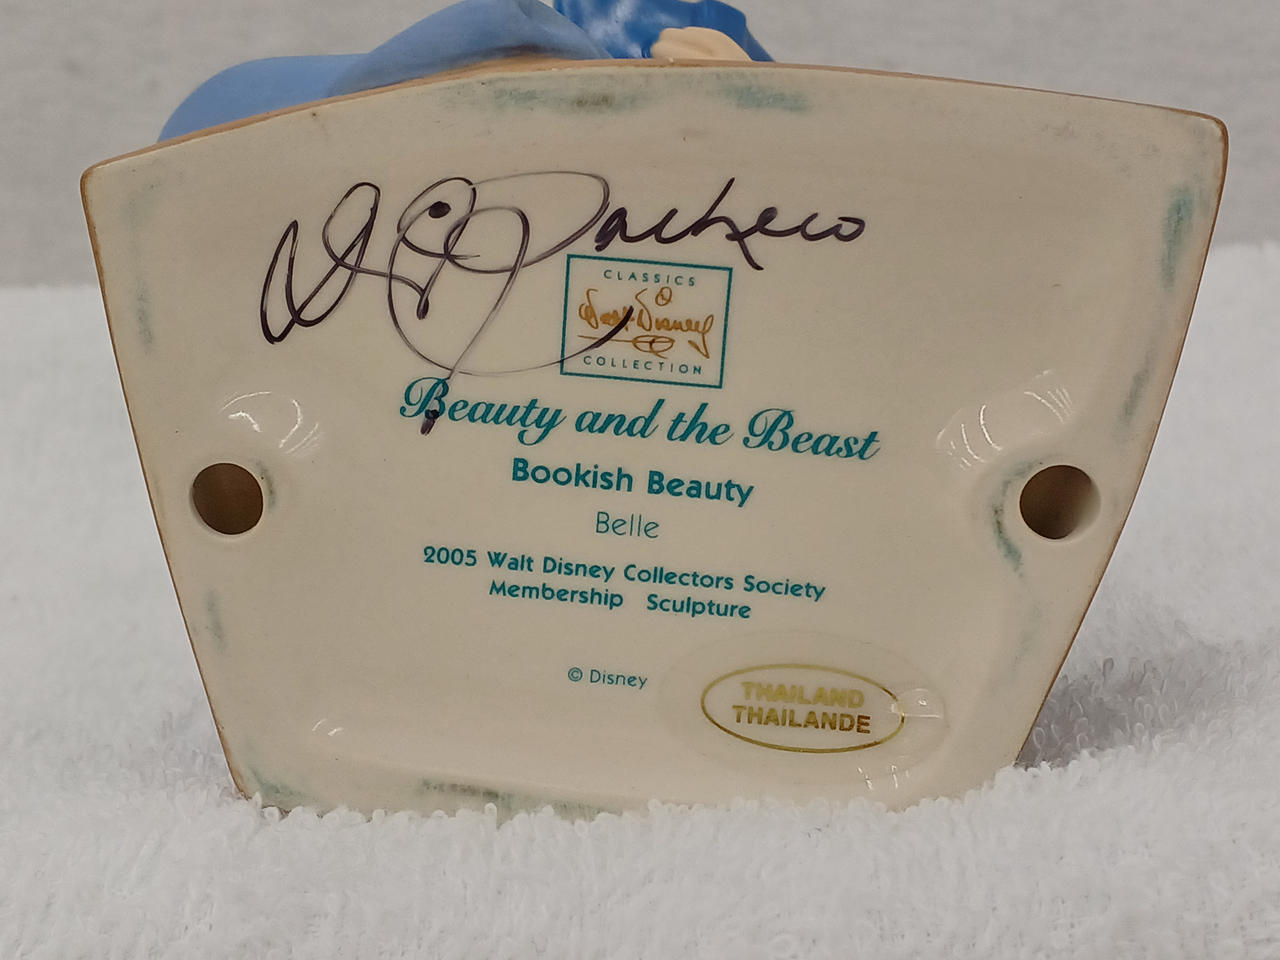 Pacheco
CLASSICS
Walt Disney
COLLECTION
Beauty and the Beast
Bookish Beauty
Belle
2005 Walt Disney Collectors Society
Membership Sculpture
© Disney
THAILAND
THAILANDE